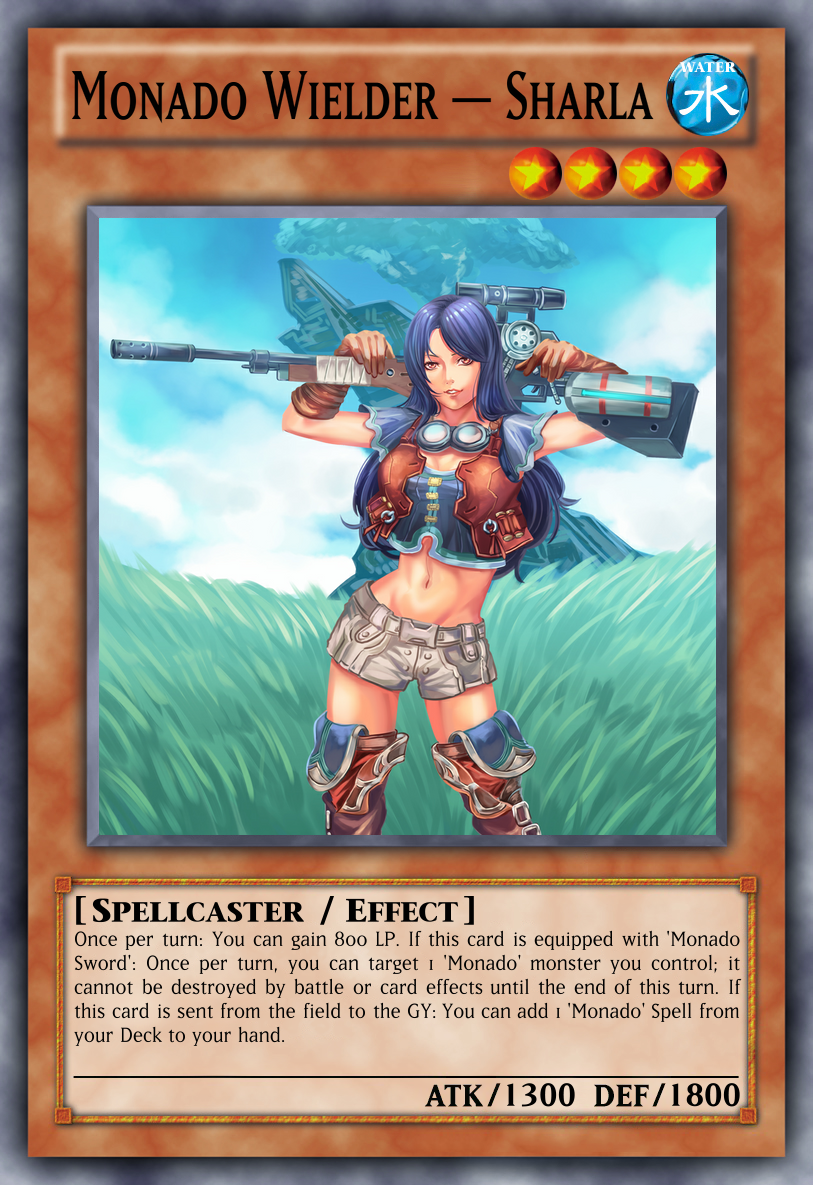 Monado Wielder — Sharla
WATER
水
[Spellcaster / Effect]
Once per turn: You can gain 800 LP. If this card is equipped with 'Monado
Sword': Once per turn, you can target 1 'Monado' monster you control; it
cannot be destroyed by battle or card effects until the end of this turn. If
this card is sent from the field to the GY: You can add 1 'Monado' Spell from
your Deck to your hand.
ATK/1300 DEF/1800